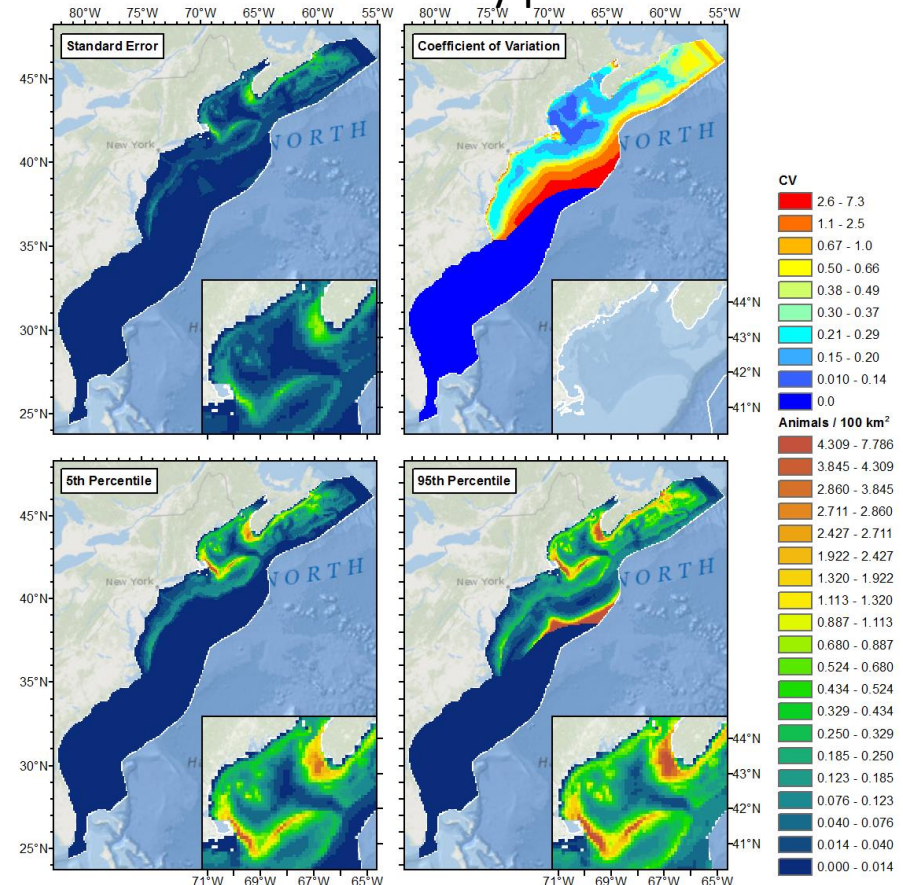 80°W 75°W 70°W 65°W 60°W 55°W 80°W 75°W 70°W 65°W 60°W 55°W
Standard Error
Coefficient of Variation
45°N
40°N
35°N
30°N
25°N
New York
NORTH
H
New York
NORTH
44°N
43°N
42°N
41°N
CV
2.6 - 7.3
1.1 - 2.5
0.67 - 1.0
0.50 - 0.66
0.38 - 0.49
0.30 - 0.37
0.21 - 0.29
0.15 - 0.20
0.010 - 0.14
0.0
Animals / 100 km²
4.309 - 7.786
3.845 - 4.309
2.860 - 3.845
2.711 - 2.860
2.427 - 2.711
1.922 - 2.427
1.320 - 1.922
1.113 - 1.320
0.887 - 1.113
0.680 - 0.887
0.524 - 0.680
0.434 - 0.524
0.329 - 0.434
0.250 - 0.329
0.185 - 0.250
0.123 - 0.185
0.076 - 0.123
0.040 - 0.076
0.014 - 0.040
0.000 - 0.014
5th Percentile
95th Percentile
45°N
40°N
35°N
30°N
25°N
New York
NORTH
H
New York
NORTH
H
44°N
43°N
42°N
41°N
71°W 69°W 67°W 65°W 71°W 69°W 67°W 65°W